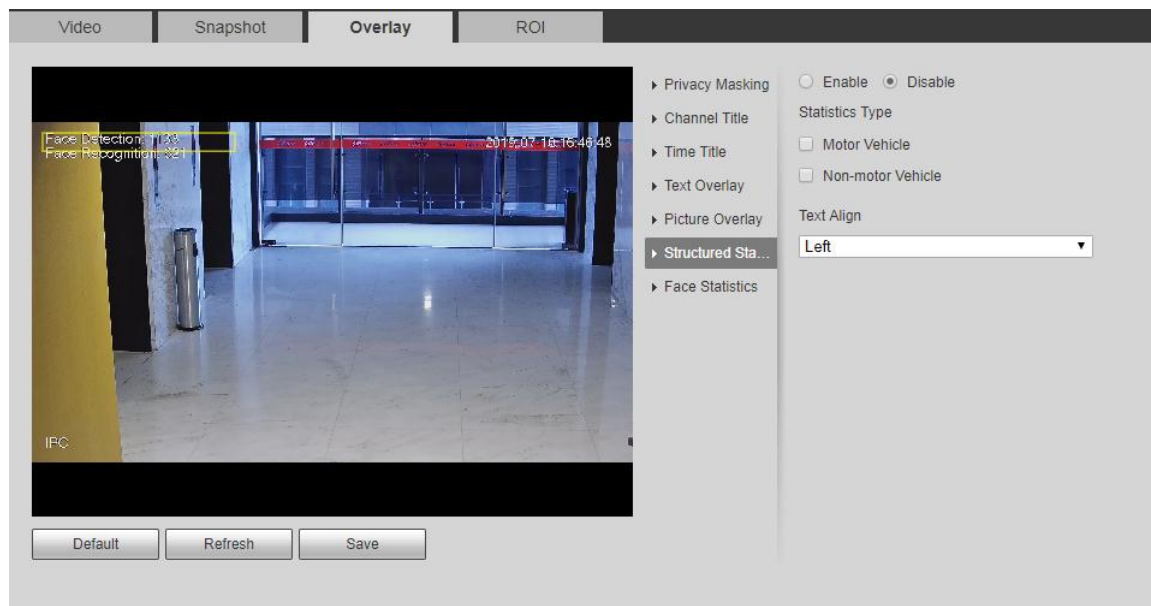 Video
Snapshot
Overlay
ROI
Face Detection:
Face Recognition: 321
IPC
Default
Refresh
Save
Privacy Masking
Channel Title
Time Title
Text Overlay
Picture Overlay
Structured Sta...
Face Statistics
Enable
Disable
Statistics Type
Motor Vehicle
Non-motor Vehicle
Text Align
Left